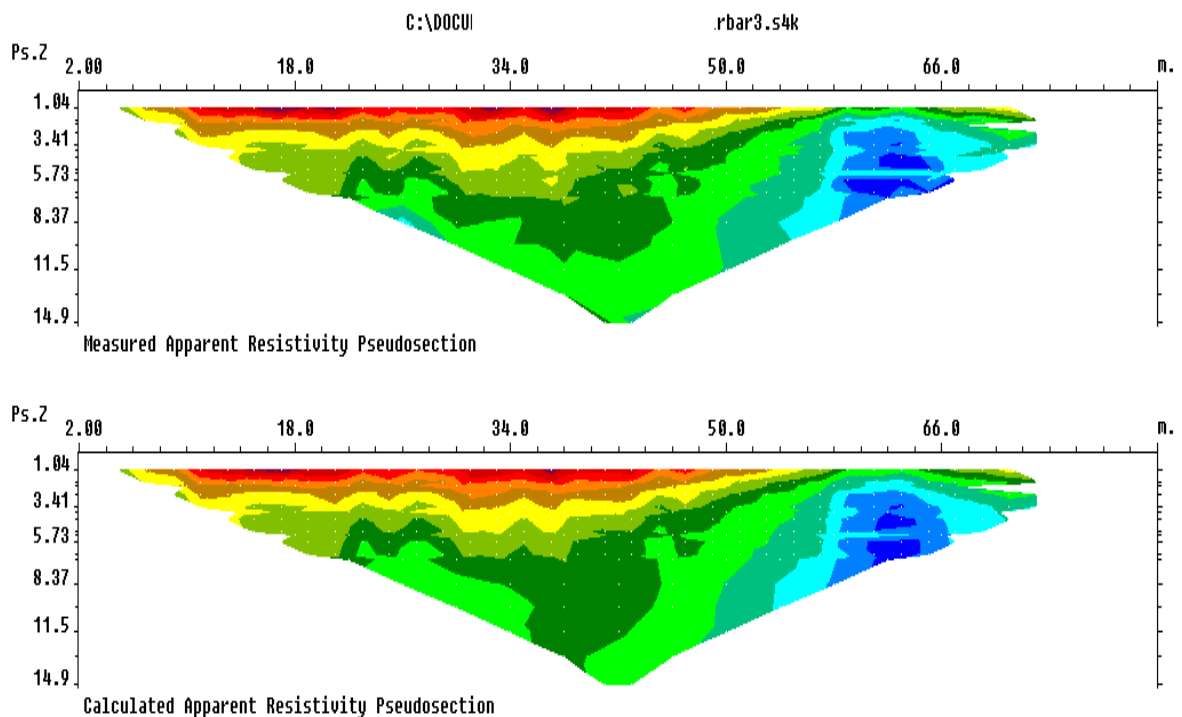 C:\DOCU .rbar3.s4k
Ps.Z 2.00 18.0 34.0 50.0 66.0 m.
1.04
3.41
5.73
8.37
11.5
14.9
Measured Apparent Resistivity Pseudosection
Ps.Z 2.00 18.0 34.0 50.0 66.0 m.
1.04
3.41
5.73
8.37
11.5
14.9
Calculated Apparent Resistivity Pseudosection